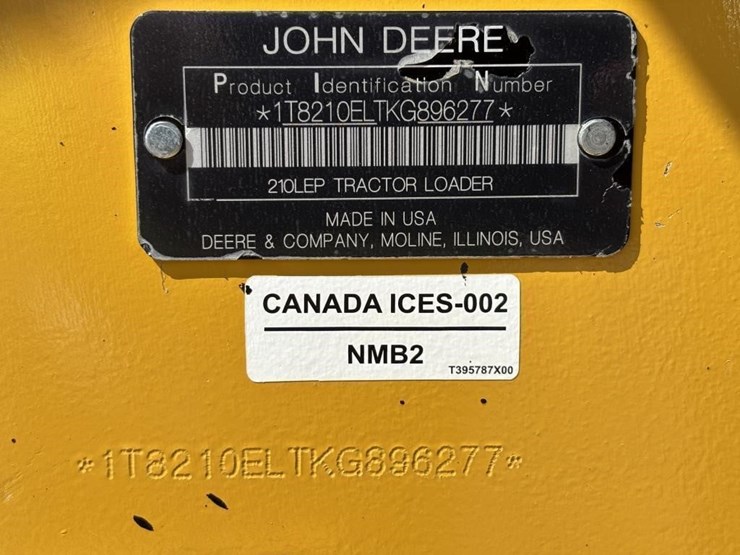 JOHN DEERE
Product Identification Number
*1T8210ELTKG896277*
210LEP TRACTOR LOADER
MADE IN USA
DEERE & COMPANY, MOLINE, ILLINOIS, USA
CANADA ICES-002
NMB2
T395787X00
*1T8210ELTKG896277*